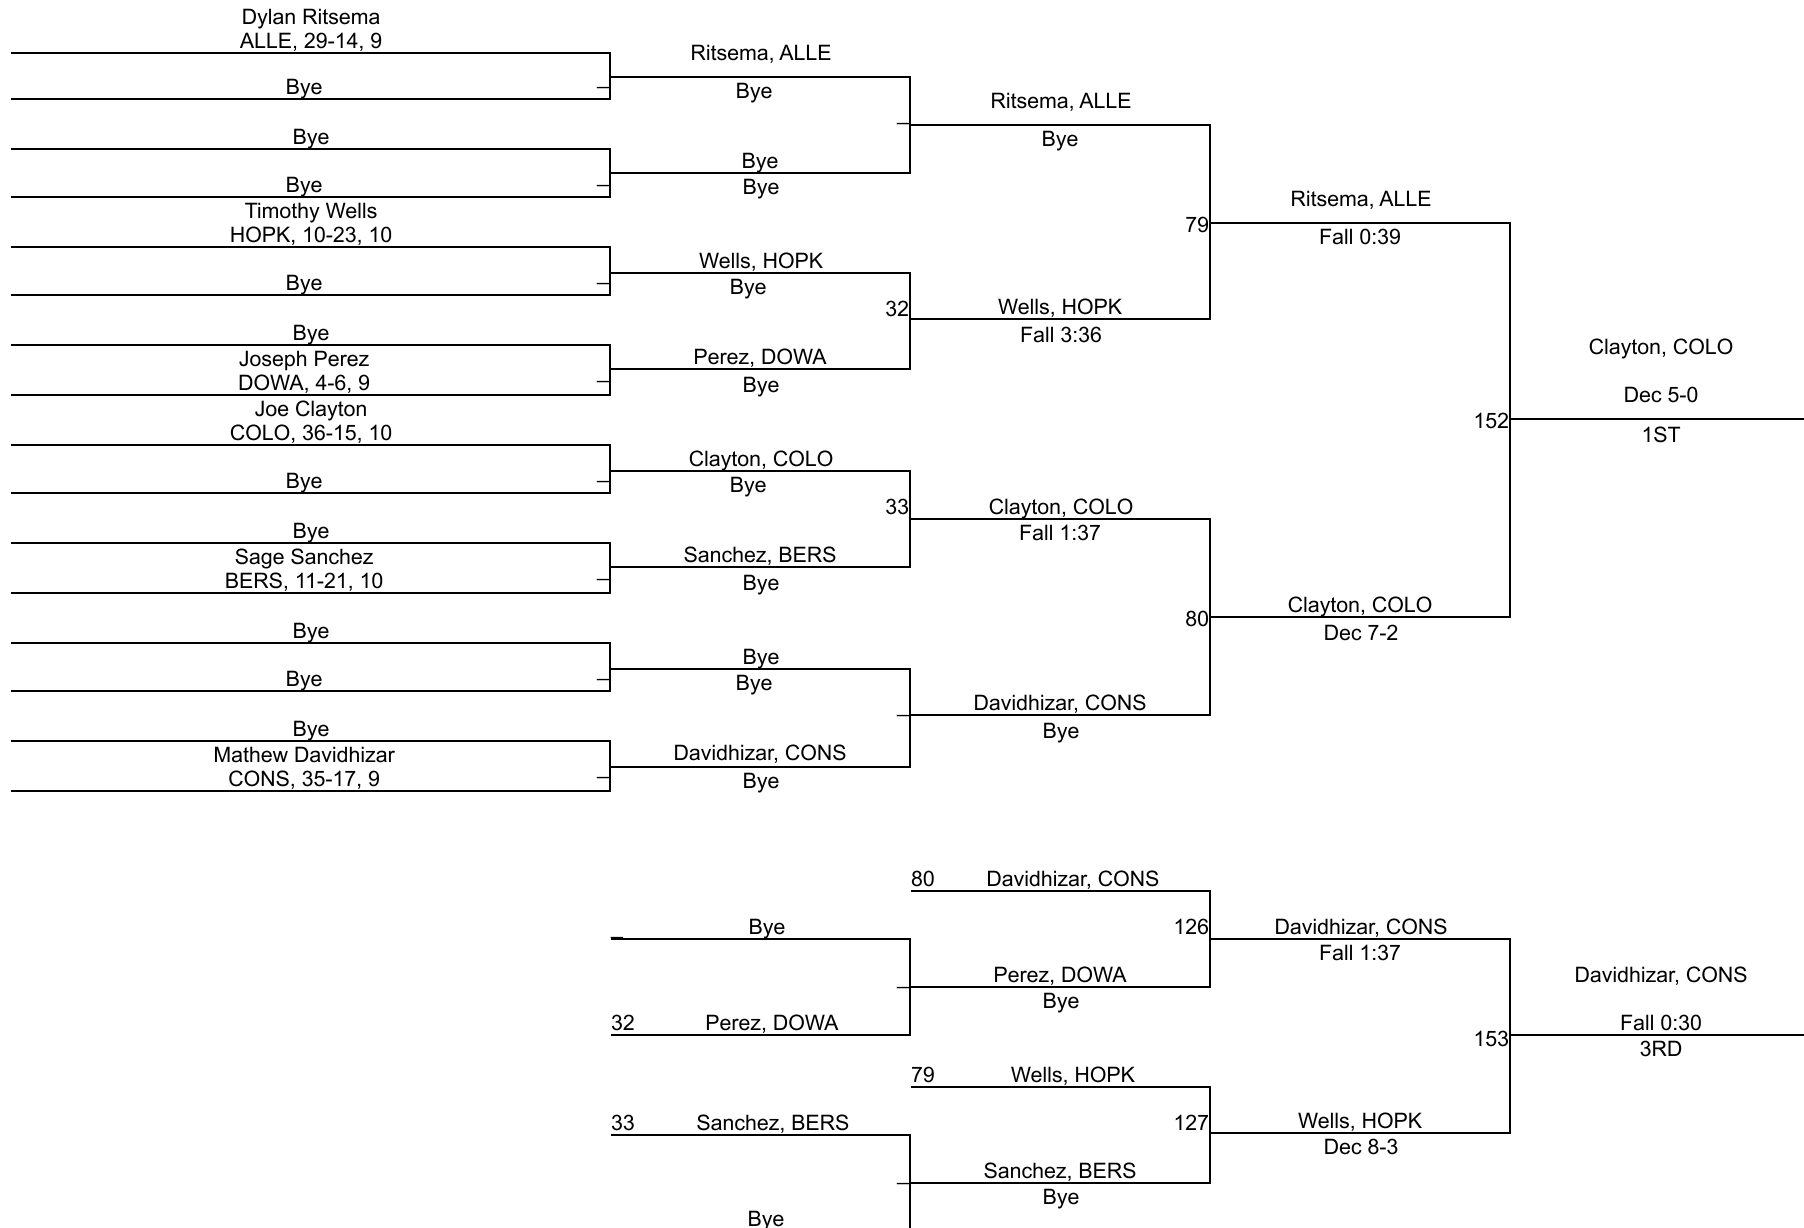 Dylan Ritsema
ALLE, 29-14, 9
Bye
Bye
Bye
Timothy Wells
HOPK, 10-23, 10
Bye
Bye
Joseph Perez
DOWA, 4-6, 9
Joe Clayton
COLO, 36-15, 10
Bye
Bye
Sage Sanchez
BERS, 11-21, 10
Bye
Bye
Bye
Mathew Davidhizar
CONS, 35-17, 9
Ritsema, ALLE
Bye
Bye
Bye
Wells, HOPK
Bye
32
Perez, DOWA
Bye
Clayton, COLO
Bye
33
Sanchez, BERS
Bye
Bye
Bye
Davidhizar, CONS
Bye
Ritsema, ALLE
Bye
79
Wells, HOPK
Fall 3:36
Clayton, COLO
Fall 1:37
80
Davidhizar, CONS
Bye
Ritsema, ALLE
Fall 0:39
152
Clayton, COLO
Dec 7-2
Clayton, COLO
Dec 5-0
1ST
Bye
32 Perez, DOWA
33 Sanchez, BERS
Bye
80 Davidhizar, CONS
126
Perez, DOWA
Bye
79 Wells, HOPK
127
Sanchez, BERS
Bye
Davidhizar, CONS
Fall 1:37
153
Wells, HOPK
Dec 8-3
Davidhizar, CONS
Fall 0:30
3RD